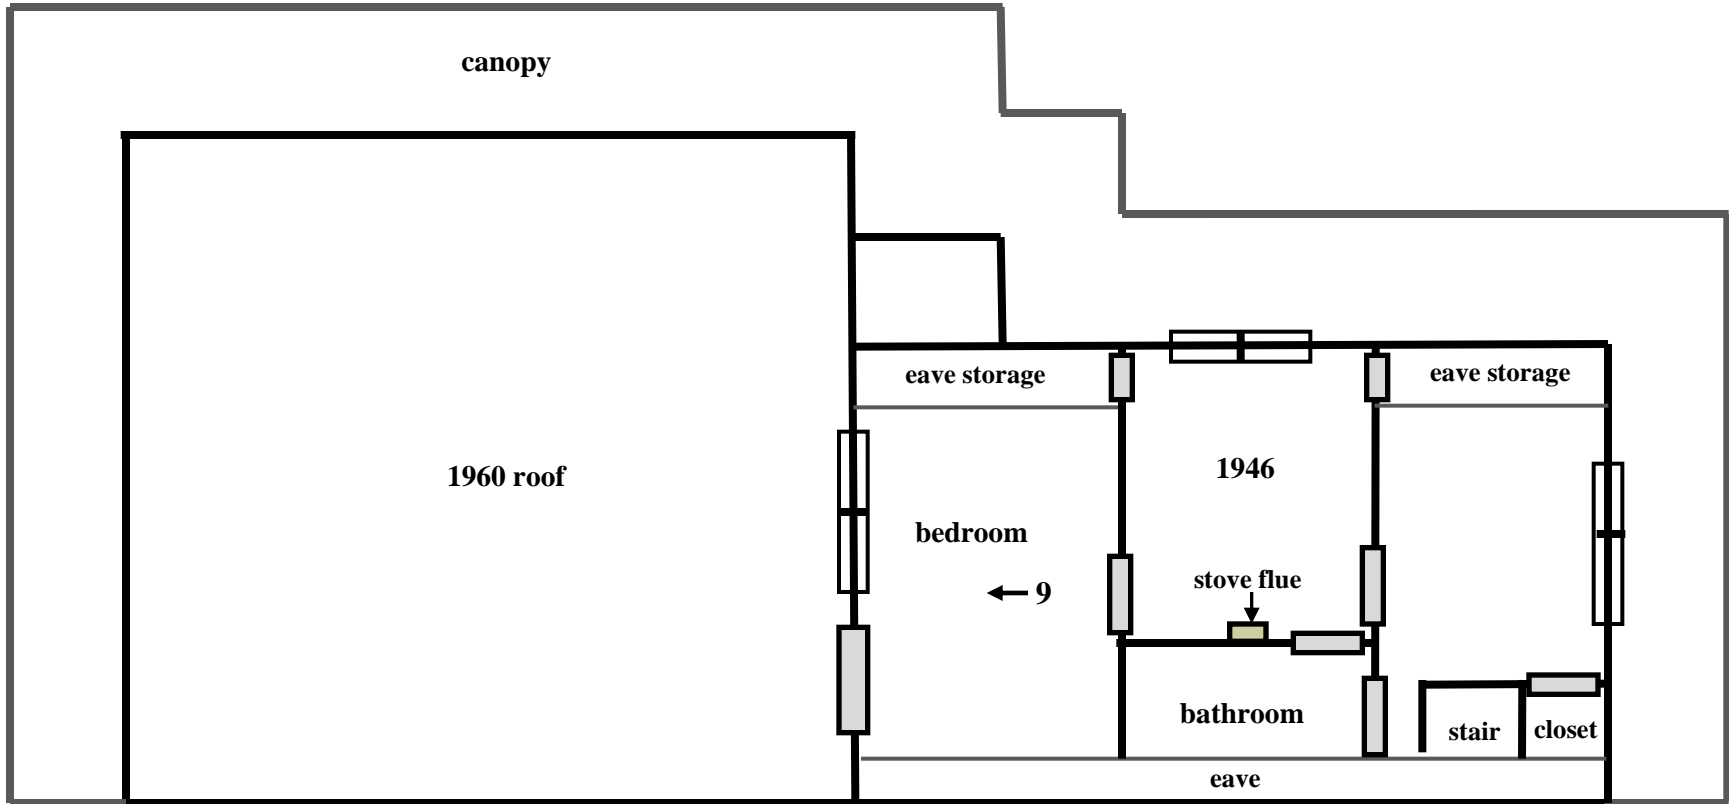 canopy
eave storage
eave storage
1960 roof
1946
bedroom
9
stove flue
bathroom
stair
closet
eave